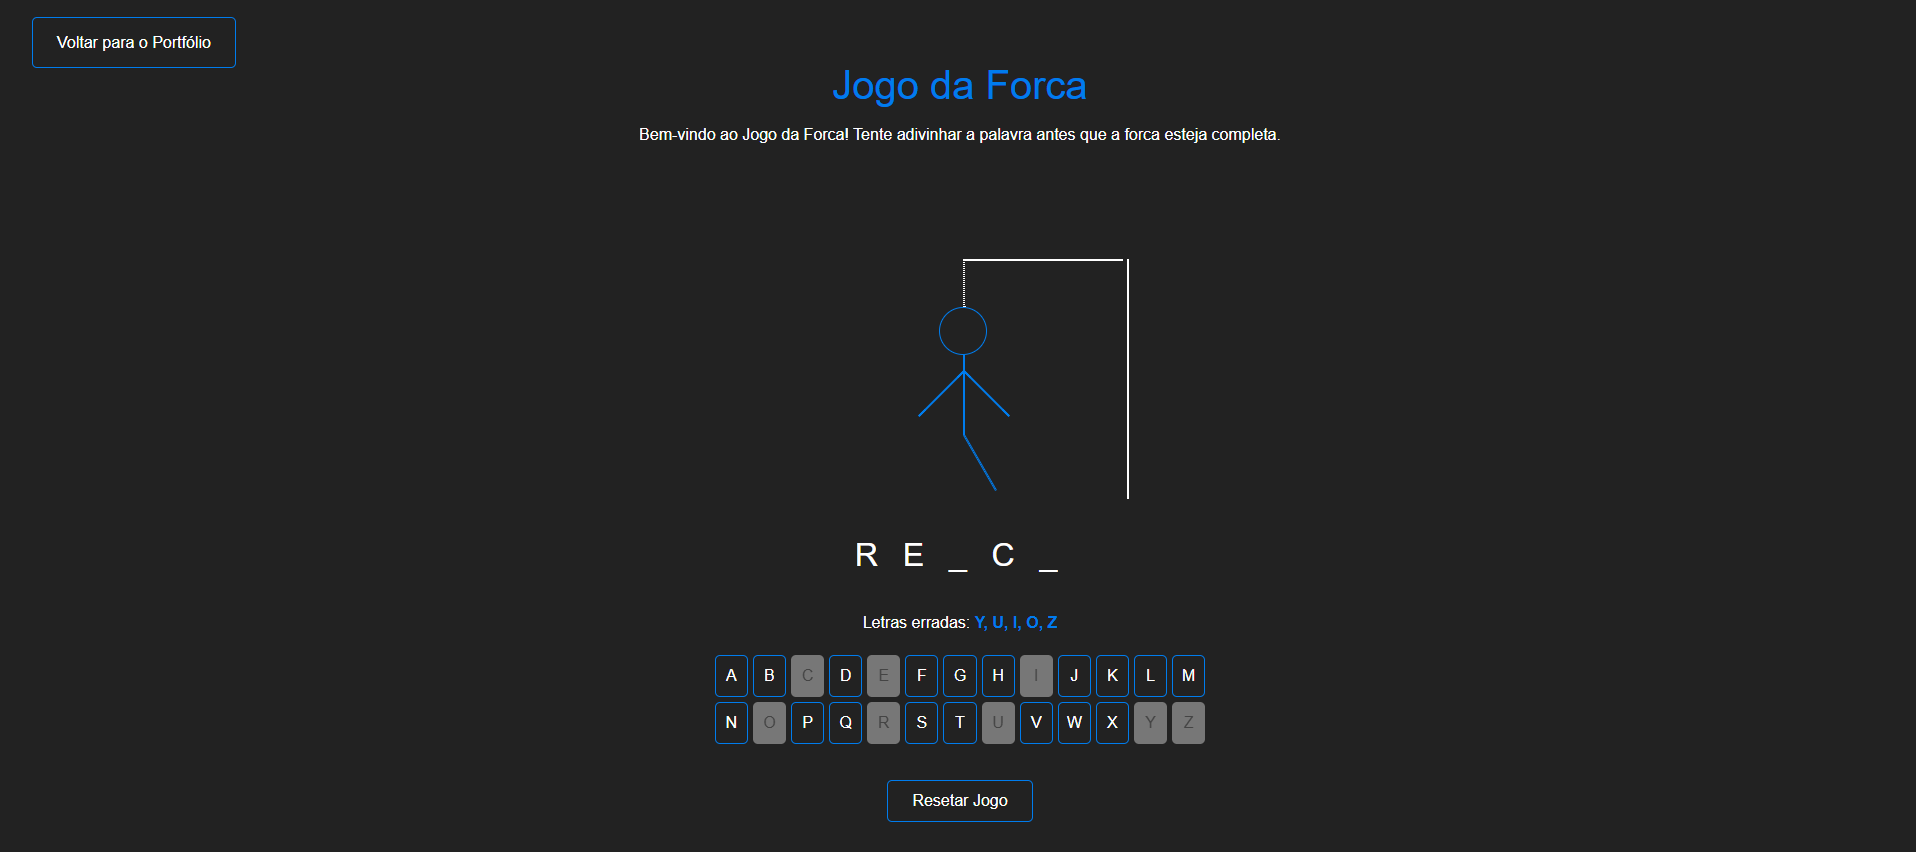 Voltar para o Portfólio
Jogo da Forca
Bem-vindo ao Jogo da Forca! Tente adivinhar a palavra antes que a forca esteja completa.
R E _ C _
Letras erradas: Y, U, I, O, Z
A B C D E F G H I J K L M
N O P Q R S T U V W X Y Z
Resetar Jogo